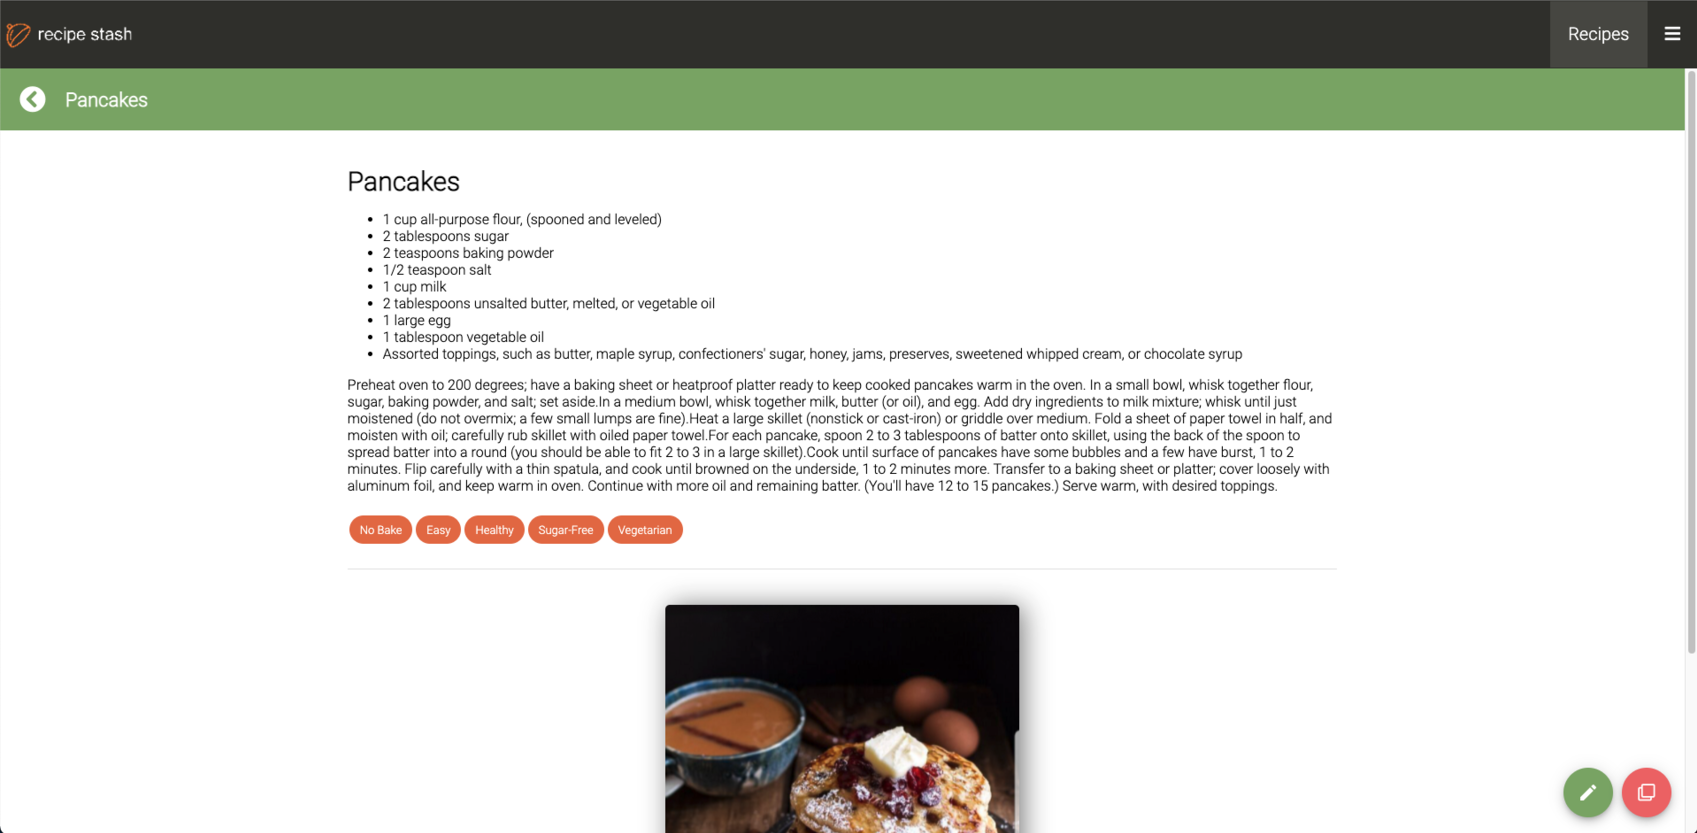 recipe stash
Recipes
Pancakes
Pancakes
1 cup all-purpose flour, (spooned and leveled)
2 tablespoons sugar
2 teaspoons baking powder
1/2 teaspoon salt
1 cup milk
2 tablespoons unsalted butter, melted, or vegetable oil
1 large egg
1 tablespoon vegetable oil
Assorted toppings, such as butter, maple syrup, confectioners' sugar, honey, jams, preserves, sweetened whipped cream, or chocolate syrup
Preheat oven to 200 degrees; have a baking sheet or heatproof platter ready to keep cooked pancakes warm in the oven. In a small bowl, whisk together flour,
sugar, baking powder, and salt; set aside.In a medium bowl, whisk together milk, butter (or oil), and egg. Add dry ingredients to milk mixture; whisk until just
moistened (do not overmix; a few small lumps are fine).Heat a large skillet (nonstick or cast-iron) or griddle over medium. Fold a sheet of paper towel in half, and
moisten with oil; carefully rub skillet with oiled paper towel.For each pancake, spoon 2 to 3 tablespoons of batter onto skillet, using the back of the spoon to
spread batter into a round (you should be able to fit 2 to 3 in a large skillet).Cook until surface of pancakes have some bubbles and a few have burst, 1 to 2
minutes. Flip carefully with a thin spatula, and cook until browned on the underside, 1 to 2 minutes more. Transfer to a baking sheet or platter; cover loosely with
aluminum foil, and keep warm in oven. Continue with more oil and remaining batter. (You'll have 12 to 15 pancakes.) Serve warm, with desired toppings.
No Bake Easy Healthy Sugar-Free Vegetarian